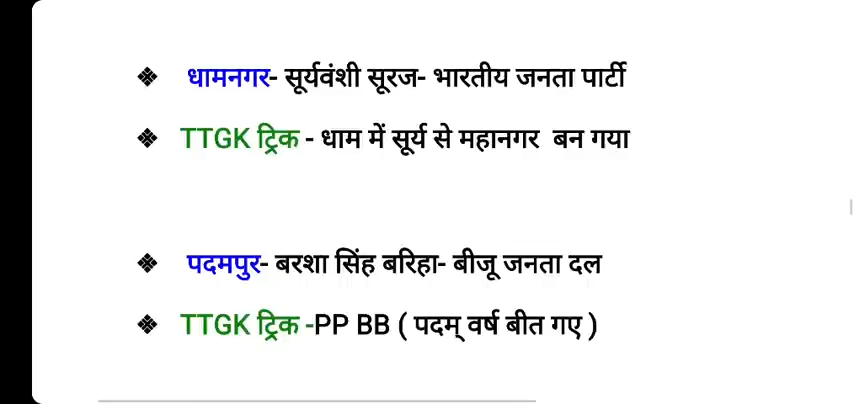 ❖ धामनगर- सूर्यवंशी सूरज- भारतीय जनता पार्टी
❖ TTGK ट्रिक - धाम में सूर्य से महानगर बन गया
❖ पदमपुर- बरशा सिंह बरिहा- बीजू जनता दल
❖ TTGK ट्रिक -PP BB ( पदम् वर्ष बीत गए )